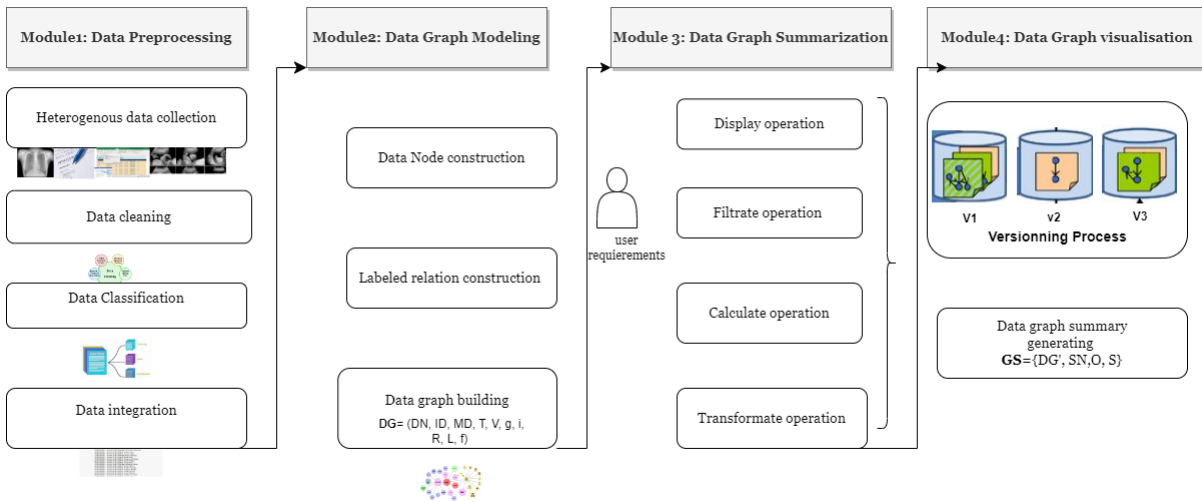 Module1: Data Preprocessing
Heterogenous data collection
Data cleaning
Data Classification
Data integration
Module2: Data Graph Modeling
Data Node construction
Labeled relation construction
Data graph building
DG= (DN, ID, MD, T, V, g, i,
R, L, f)
Module 3: Data Graph Summarization
user
requierements
Display operation
Filtrate operation
Calculate operation
Transformate operation
Module4: Data Graph visualisation
V1
v2
V3
Versionning Process
Data graph summary
generating
GS={DG', SN,O, S}